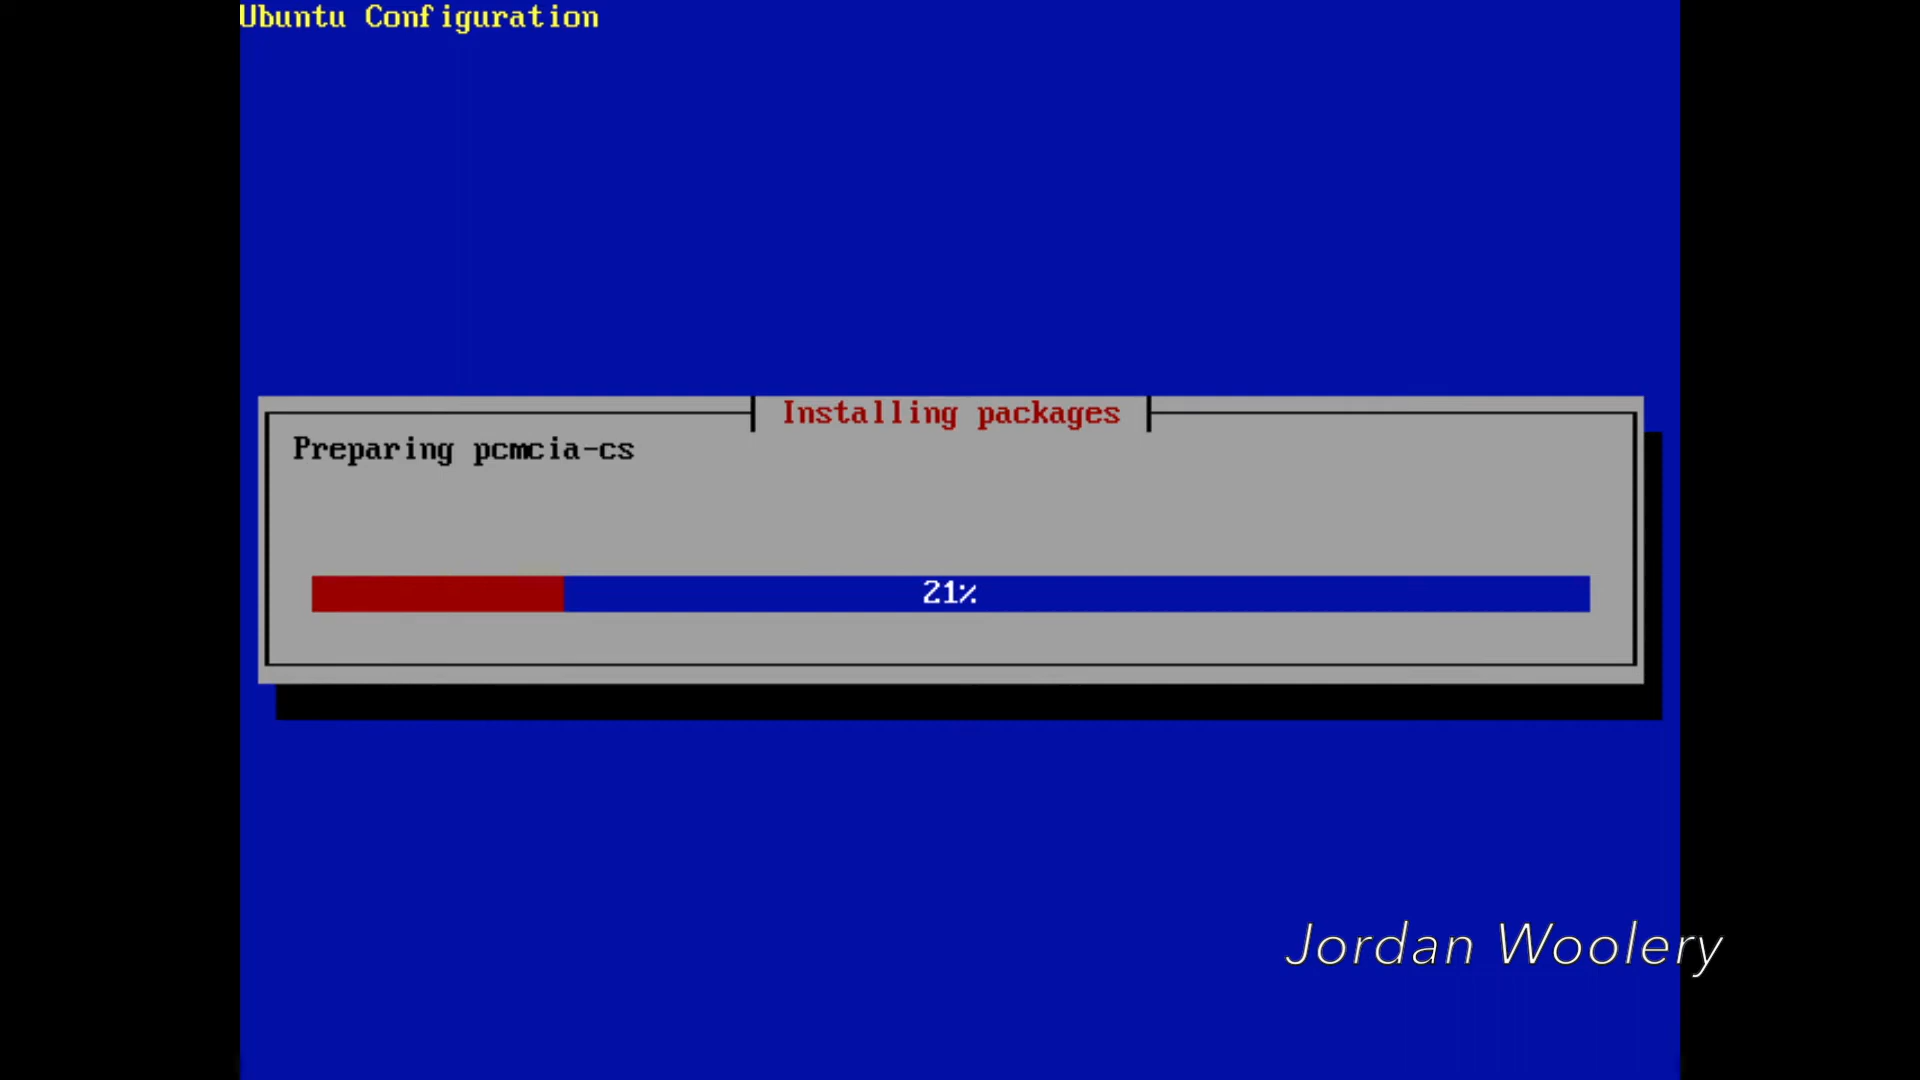 Ubuntu Configuration
Installing packages
Preparing pcmcia-cs
21%
Jordan Woolery